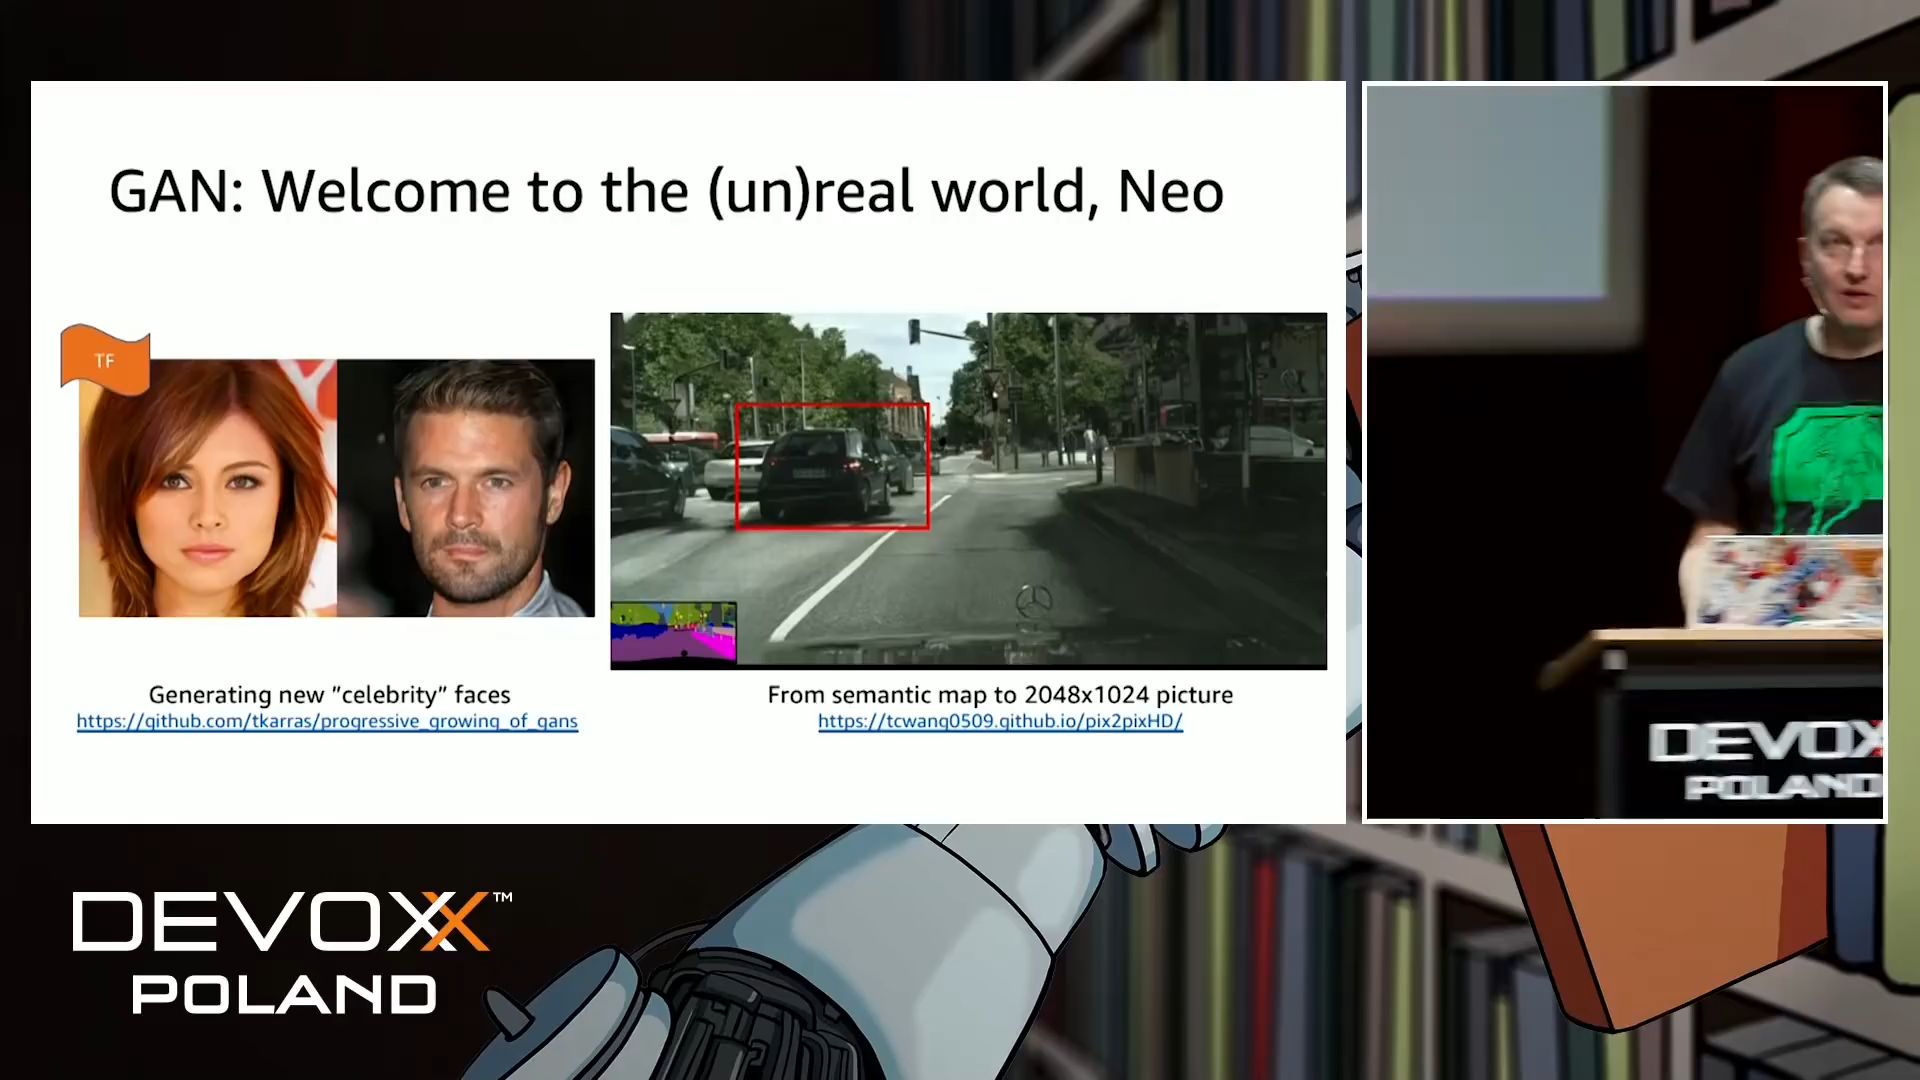 GAN: Welcome to the (un)real world, Neo
TF
Generating new "celebrity" faces
https://github.com/tkarras/progressive_growing_of_gans
From semantic map to 2048x1024 picture
https://tcwang0509.github.io/pix2pixHD/
DEVOXX
POLAND
DEVOXX™
POLAND